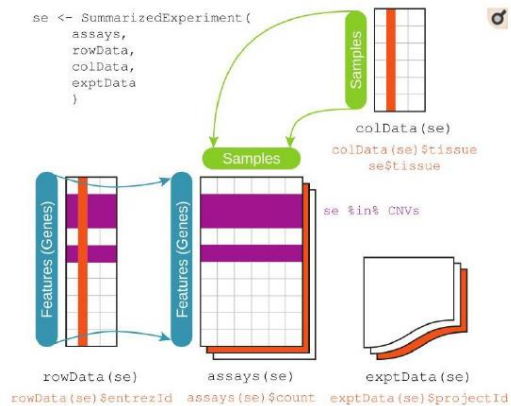 se <- SummarizedExperiment(
assays,
rowData,
colData,
exptData
)
Samples
colData(se)
colData(se)$tissue
se$tissue
Samples
Features (Genes)
Features (Genes)
se %in% CNVs
rowData(se)
assays(se)
exptData(se)
rowData(se)$entrezId
assays(se)$count
exptData(se)$projectId